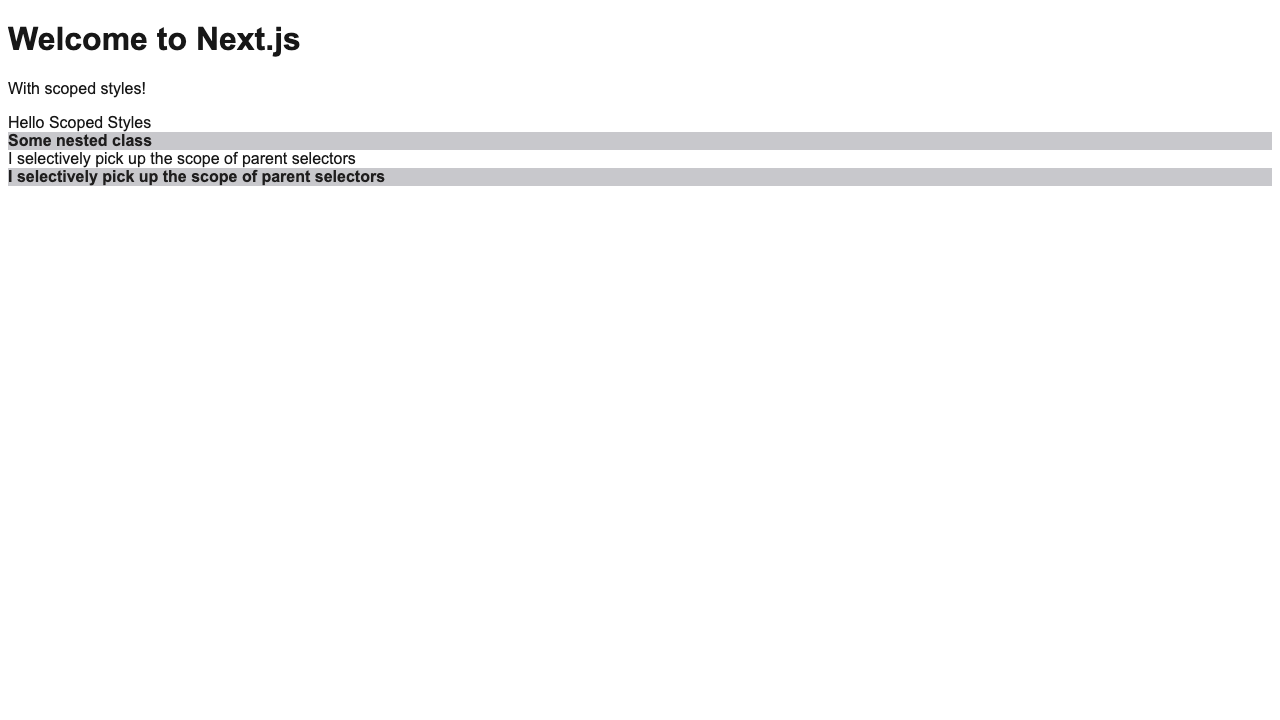 Welcome to Next.js
With scoped styles!
Hello Scoped Styles
Some nested class
I selectively pick up the scope of parent selectors
I selectively pick up the scope of parent selectors